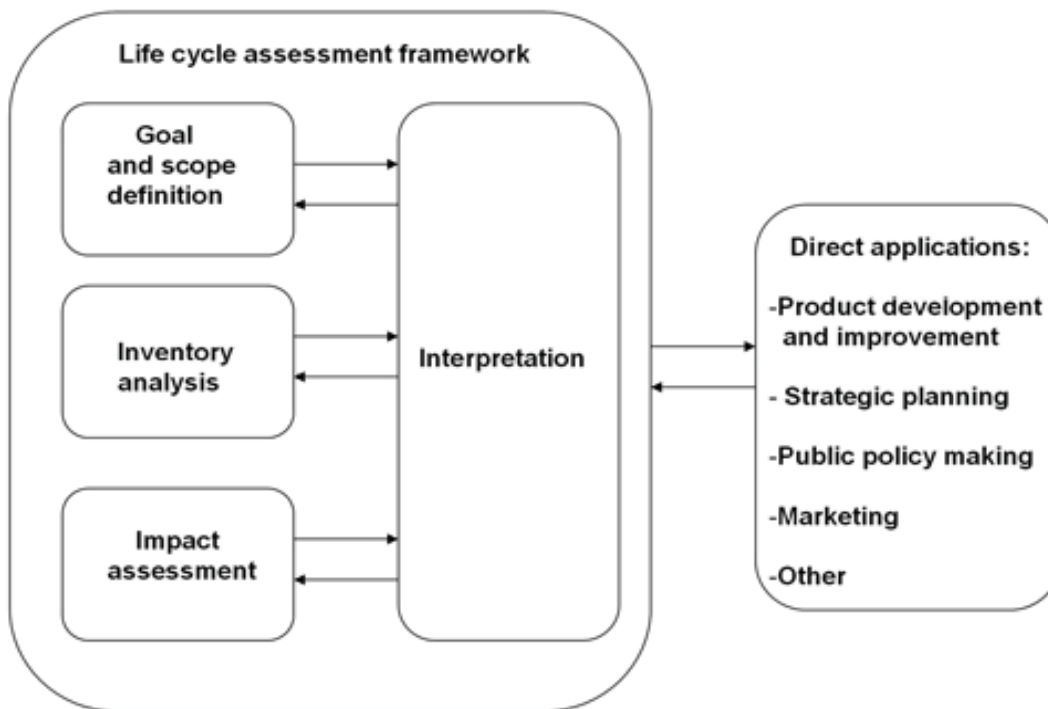 Life cycle assessment framework
Goal
and scope
definition
Inventory
analysis
Impact
assessment
Interpretation
Direct applications:
-Product development
and improvement
- Strategic planning
-Public policy making
-Marketing
-Other